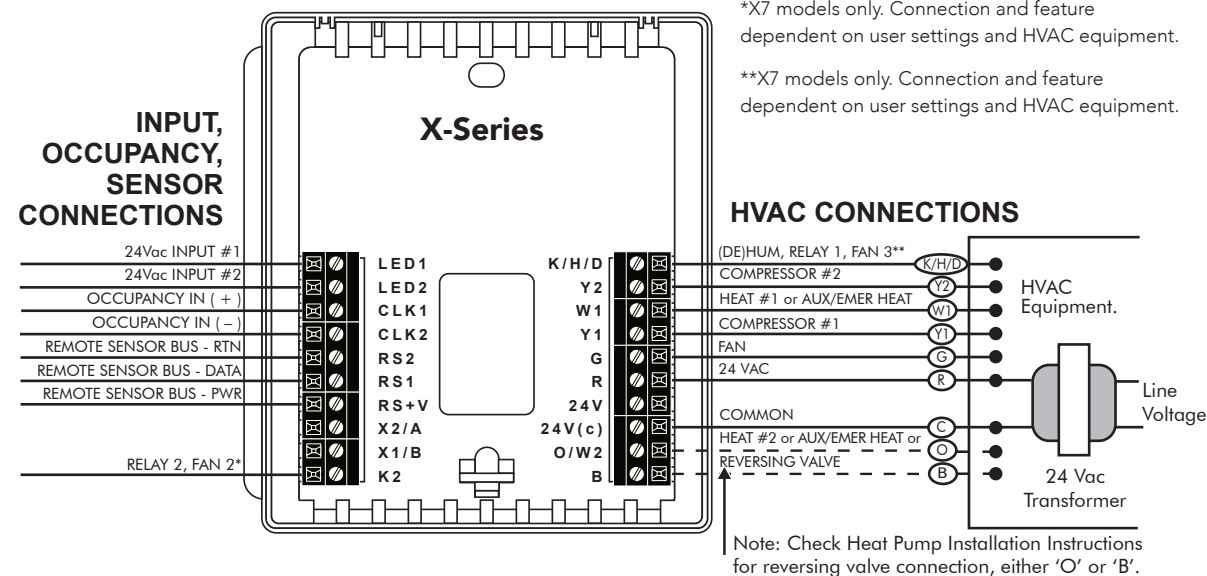 *X7 models only. Connection and feature
dependent on user settings and HVAC equipment.
**X7 models only. Connection and feature
dependent on user settings and HVAC equipment.
X-Series
INPUT,
OCCUPANCY,
SENSOR
CONNECTIONS
24Vac INPUT #1
24Vac INPUT #2
OCCUPANCY IN ( + )
OCCUPANCY IN ( – )
REMOTE SENSOR BUS - RTN
REMOTE SENSOR BUS - DATA
REMOTE SENSOR BUS - PWR
RELAY 2, FAN 2*
LED1
LED2
CLK1
CLK2
RS2
RS1
RS+V
X2/A
X1/B
K2
K/H/D
Y2
W1
Y1
G
R
24V
24V(c)
O/W2
B
HVAC CONNECTIONS
(DE)HUM, RELAY 1, FAN 3**
COMPRESSOR #2
HEAT #1 or AUX/EMER HEAT
COMPRESSOR #1
FAN
24 VAC
COMMON
HEAT #2 or AUX/EMER HEAT or
REVERSING VALVE
K/H/D
Y2
W1
Y1
G
R
C
O
B
HVAC
Equipment.
Line
Voltage
24 Vac
Transformer
Note: Check Heat Pump Installation Instructions
for reversing valve connection, either ‘O’ or ‘B’.